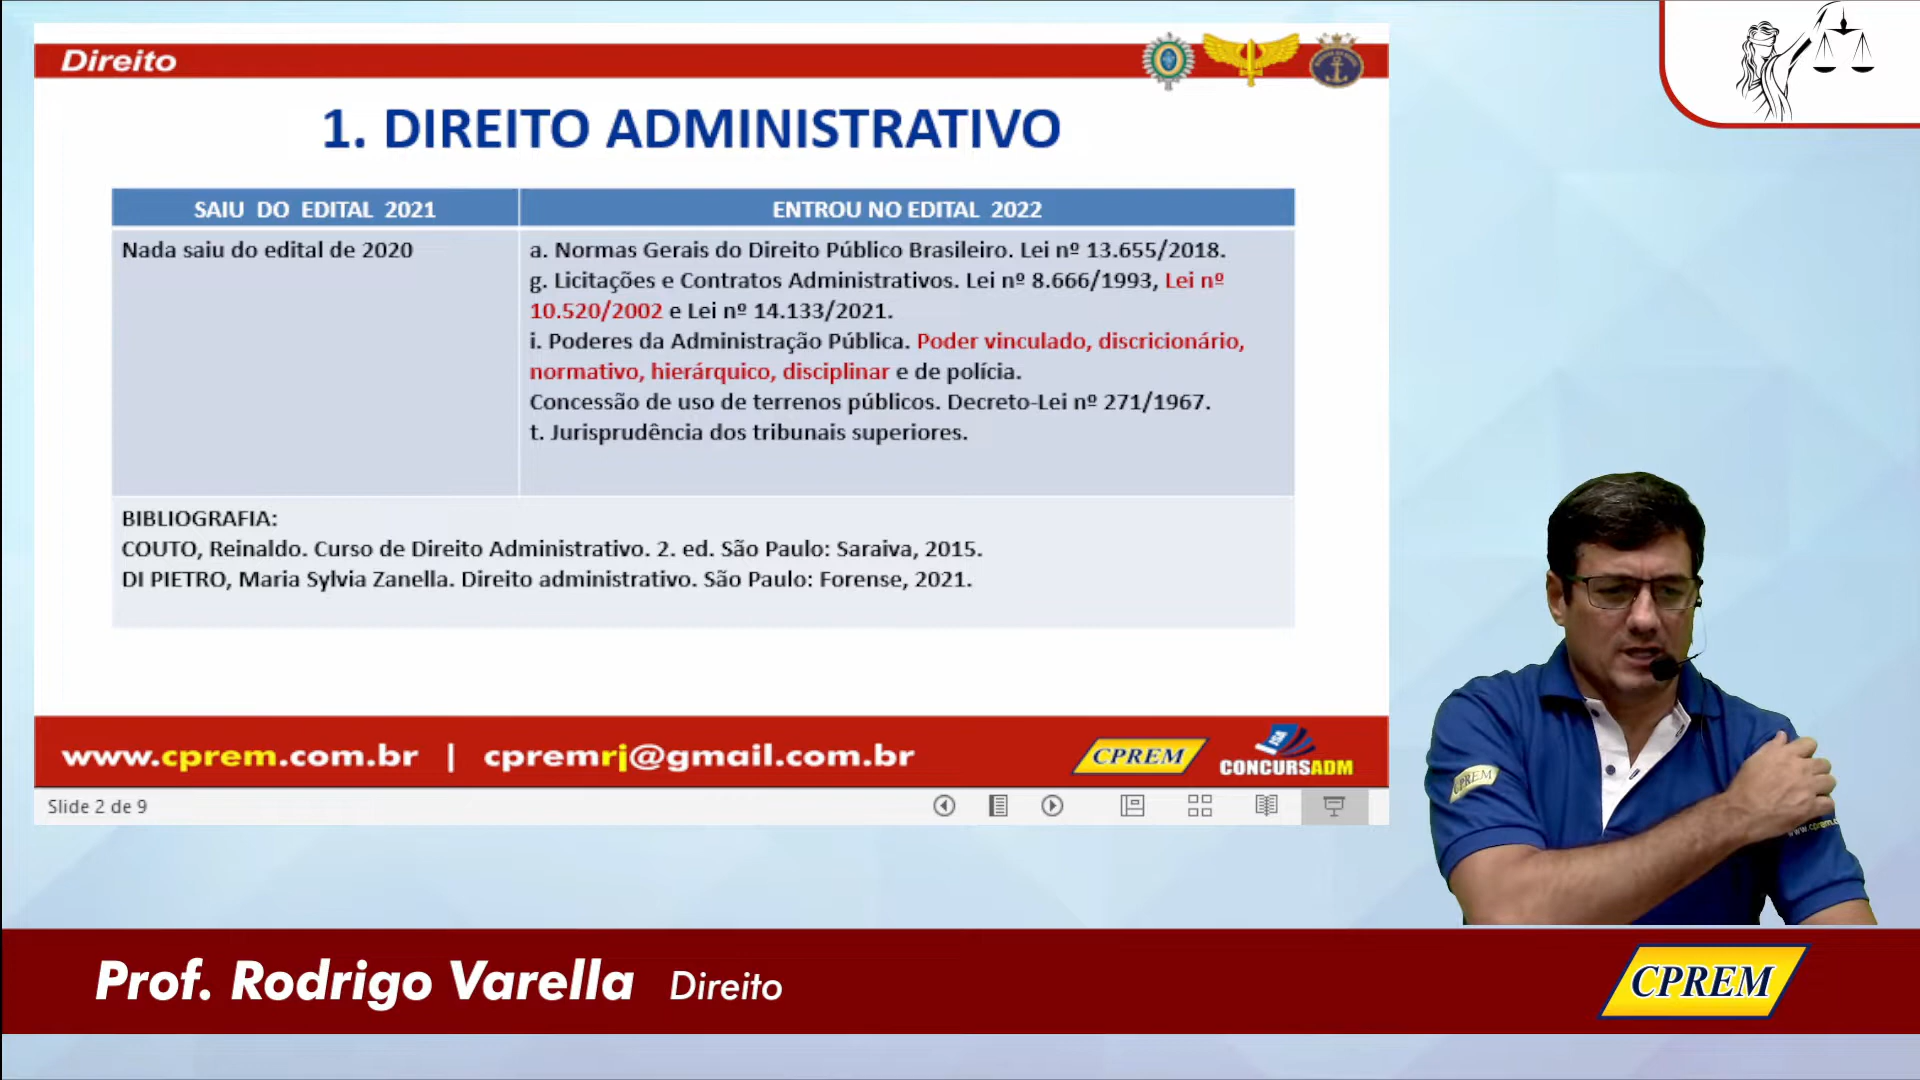 Direito
1. DIREITO ADMINISTRATIVO
SAIU DO EDITAL 2021
ENTROU NO EDITAL 2022
Nada saiu do edital de 2020
a. Normas Gerais do Direito Público Brasileiro. Lei nº 13.655/2018.
g. Licitações e Contratos Administrativos. Lei nº 8.666/1993, Lei nº
10.520/2002 e Lei nº 14.133/2021.
i. Poderes da Administração Pública. Poder vinculado, discricionário,
normativo, hierárquico, disciplinar e de polícia.
Concessão de uso de terrenos públicos. Decreto-Lei nº 271/1967.
t. Jurisprudência dos tribunais superiores.
BIBLIOGRAFIA:
COUTO, Reinaldo. Curso de Direito Administrativo. 2. ed. São Paulo: Saraiva, 2015.
DI PIETRO, Maria Sylvia Zanella. Direito administrativo. São Paulo: Forense, 2021.
www.cprem.com.br | cpremrj@gmail.com.br
CPREM
CONCURSADM
Slide 2 de 9
CPREM
Prof. Rodrigo Varella Direito
CPREM